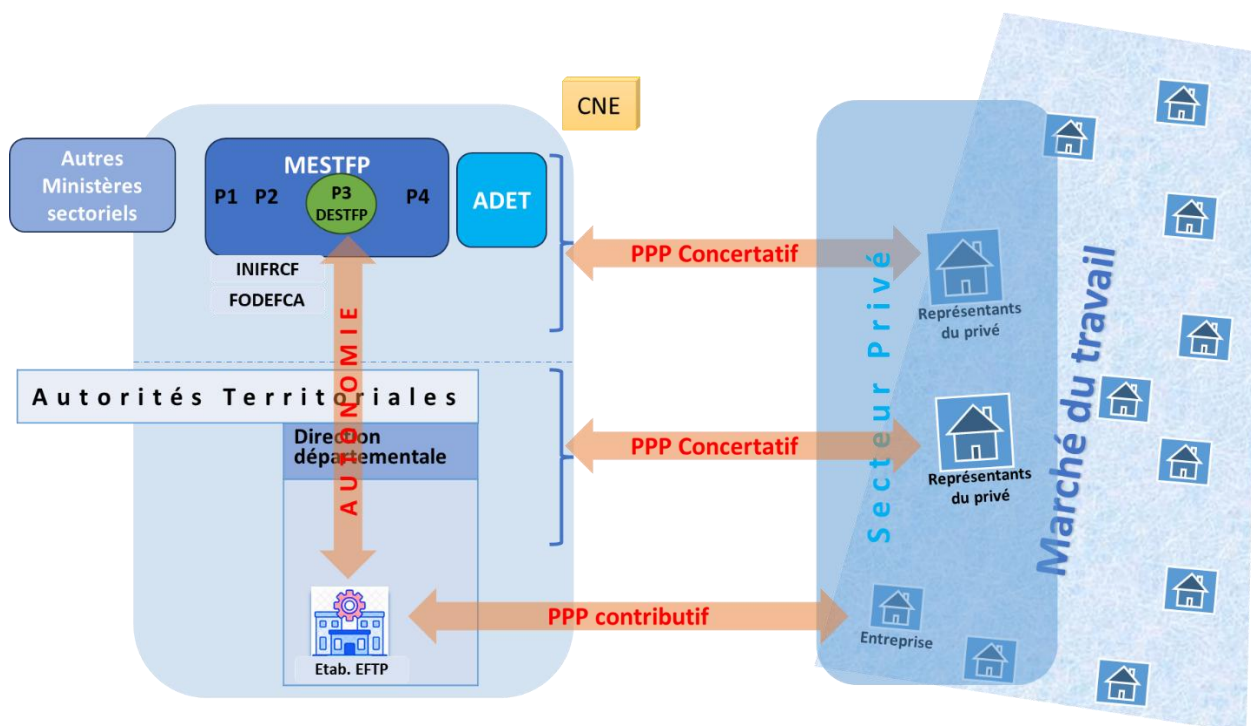 CNE
Autres
Ministères
sectoriels
MESTFP
P1
P2
P3
DESTFP
P4
ADET
INIFRCF
FODEFCA
AUTONOMIE
Autorités Territoriales
Direction
départementale
Etab. EFTP
PPP Concertatif
PPP Concertatif
PPP contributif
Secteur Privé
Représentants
du privé
Représentants
du privé
Entreprise
Marché du travail